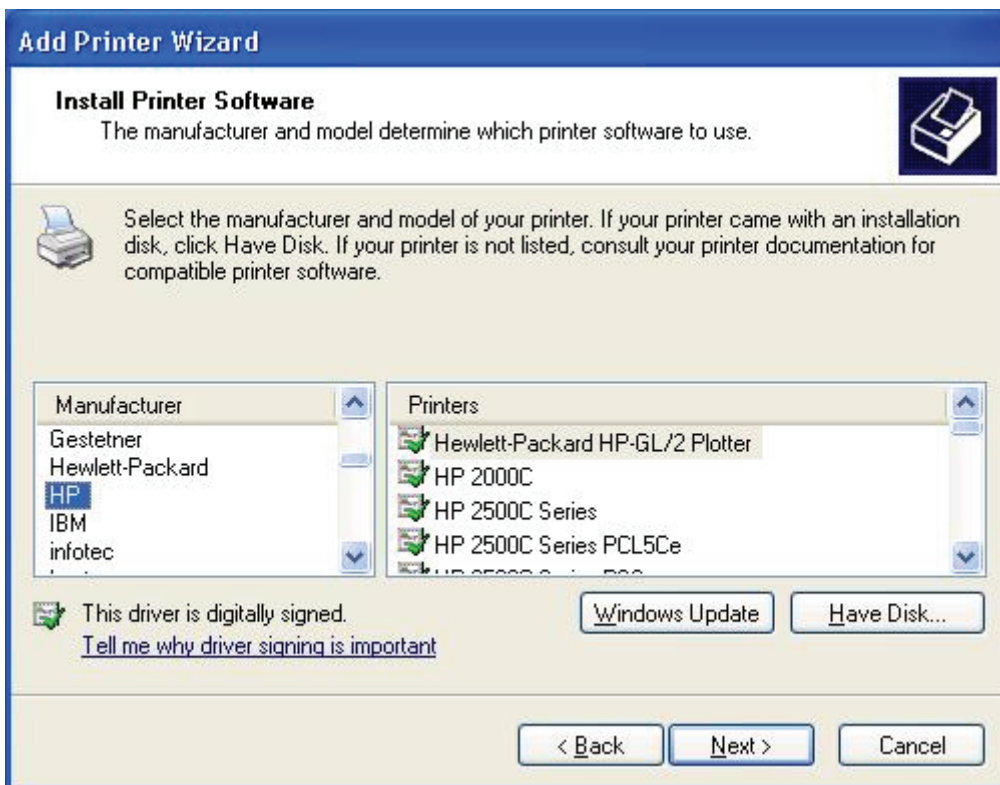 Add Printer Wizard
Install Printer Software
The manufacturer and model determine which printer software to use.
Select the manufacturer and model of your printer. If your printer came with an installation
disk, click Have Disk. If your printer is not listed, consult your printer documentation for
compatible printer software.
Manufacturer
Gestetner
Hewlett-Packard
HP
IBM
infotec
Printers
Hewlett-Packard HP-GL/2 Plotter
HP 2000C
HP 2500C Series
HP 2500C Series PCL5Ce
This driver is digitally signed.
Tell me why driver signing is important
Windows Update
Have Disk...
< Back
Next >
Cancel